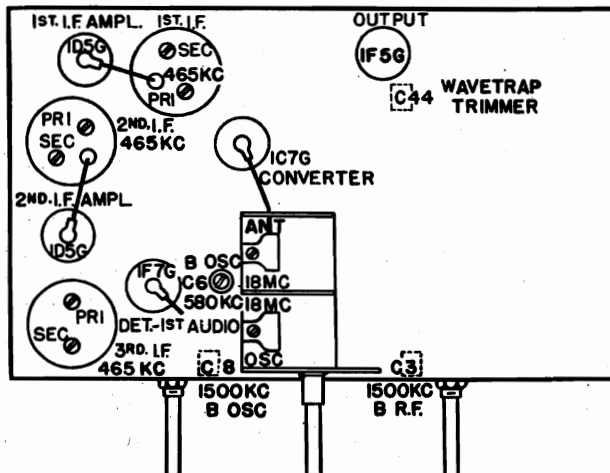 1ST. I.F. AMPL.
1D5G
1ST. I.F.
SEC
465KC
PRI
OUTPUT
1F5G
C44
WAVETRAP
TRIMMER
PRI
SEC
2ND. I.F.
465KC
1C7G
CONVERTER
2ND. I.F. AMPL.
1D5G
ANT
18MC
B OSC
C6
580KC
1F7G
DET.-1ST AUDIO
18MC
OSC
PRI
SEC
3RD. I.F.
465 KC
C8
1500KC
B OSC
C3
1500KC
B R.F.